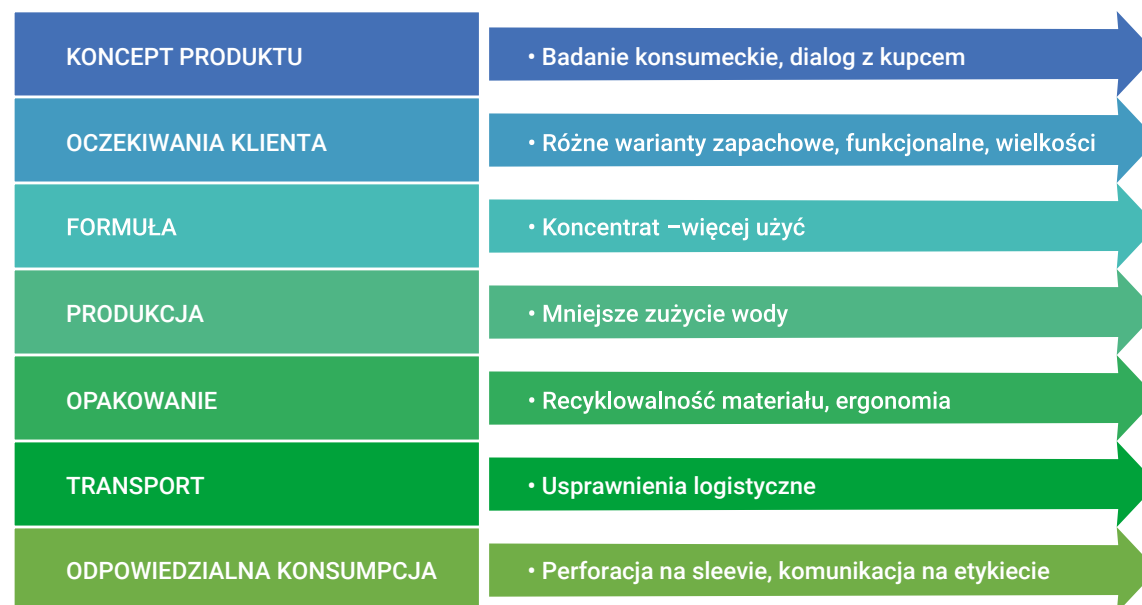 KONCEPT PRODUKTU
• Badanie konsumeckie, dialog z kupcem
OCZEKIWANIA KLIENTA
• Różne warianty zapachowe, funkcjonalne, wielkości
FORMUŁA
• Koncentrat –więcej użyć
PRODUKCJA
• Mniejsze zużycie wody
OPAKOWANIE
• Recyklowalność materiału, ergonomia
TRANSPORT
• Usprawnienia logistyczne
ODPOWIEDZIALNA KONSUMPCJA
• Perforacja na sleevie, komunikacja na etykiecie